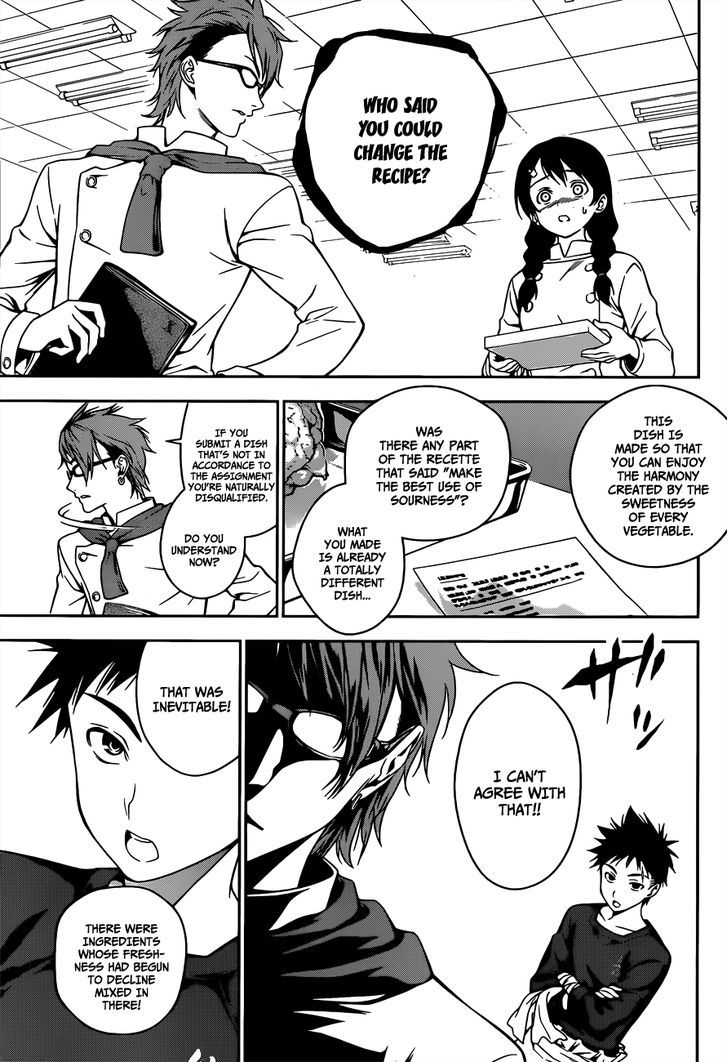 WHO SAID
YOU COULD
CHANGE THE
RECIPE?
THIS
DISH IS
MADE SO THAT
YOU CAN ENJOY
THE HARMONY
CREATED BY THE
SWEETNESS
OF EVERY
VEGETABLE.
WAS
THERE ANY PART
OF THE RECETTE
THAT SAID "MAKE
THE BEST USE OF
SOURNESS"?
WHAT
YOU MADE
IS ALREADY
A TOTALLY
DIFFERENT
DISH...
IF YOU
SUBMIT A DISH
THAT'S NOT IN
ACCORDANCE TO
THE ASSIGNMENT
YOU'RE NATURALLY
DISQUALIFIED.
DO YOU
UNDERSTAND
NOW?
I CAN'T
AGREE WITH
THAT!!
THAT WAS
INEVITABLE!
THERE WERE
INGREDIENTS
WHOSE FRESH-
NESS HAD BEGUN
TO DECLINE
MIXED IN
THERE!